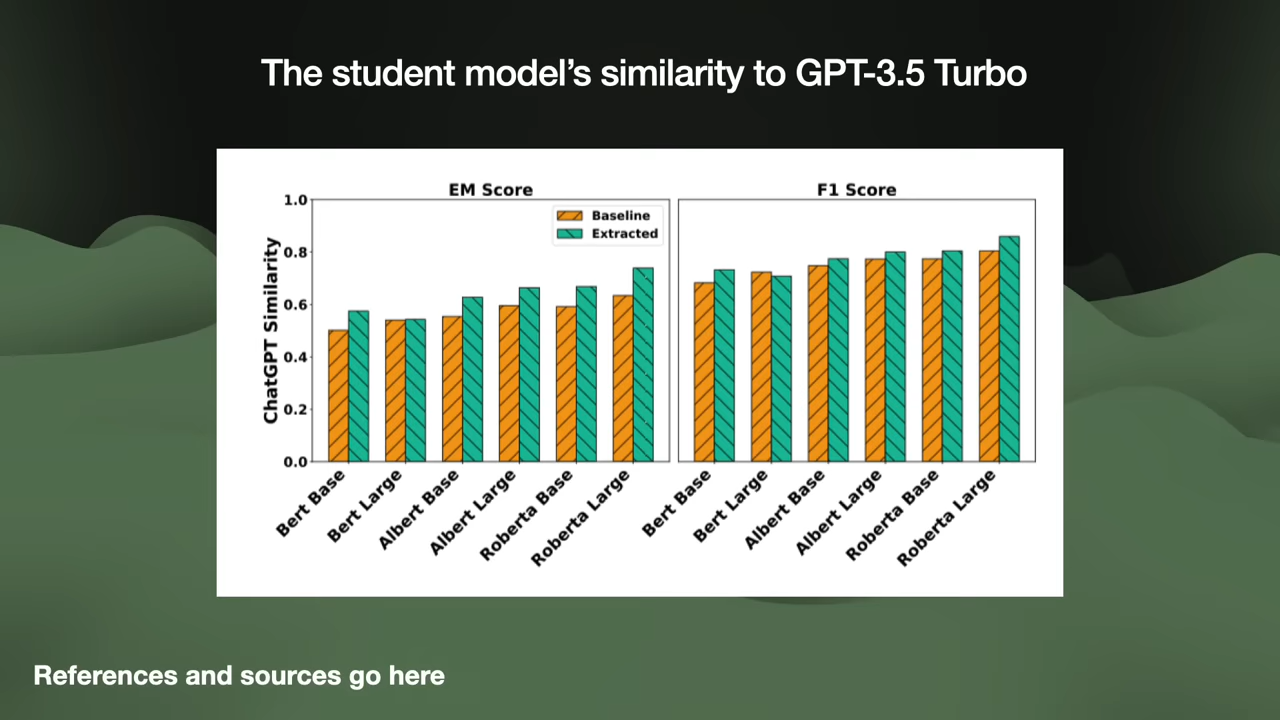 The student model's similarity to GPT-3.5 Turbo
EM Score
F1 Score
ChatGPT Similarity
1.0
0.8
0.6
0.4
0.2
0.0
Baseline
Extracted
Bert Base
Bert Large
Albert Base
Albert Large
Roberta Base
Roberta Large
Bert Base
Bert Large
Albert Base
Albert Large
Roberta Base
Roberta Large
References and sources go here